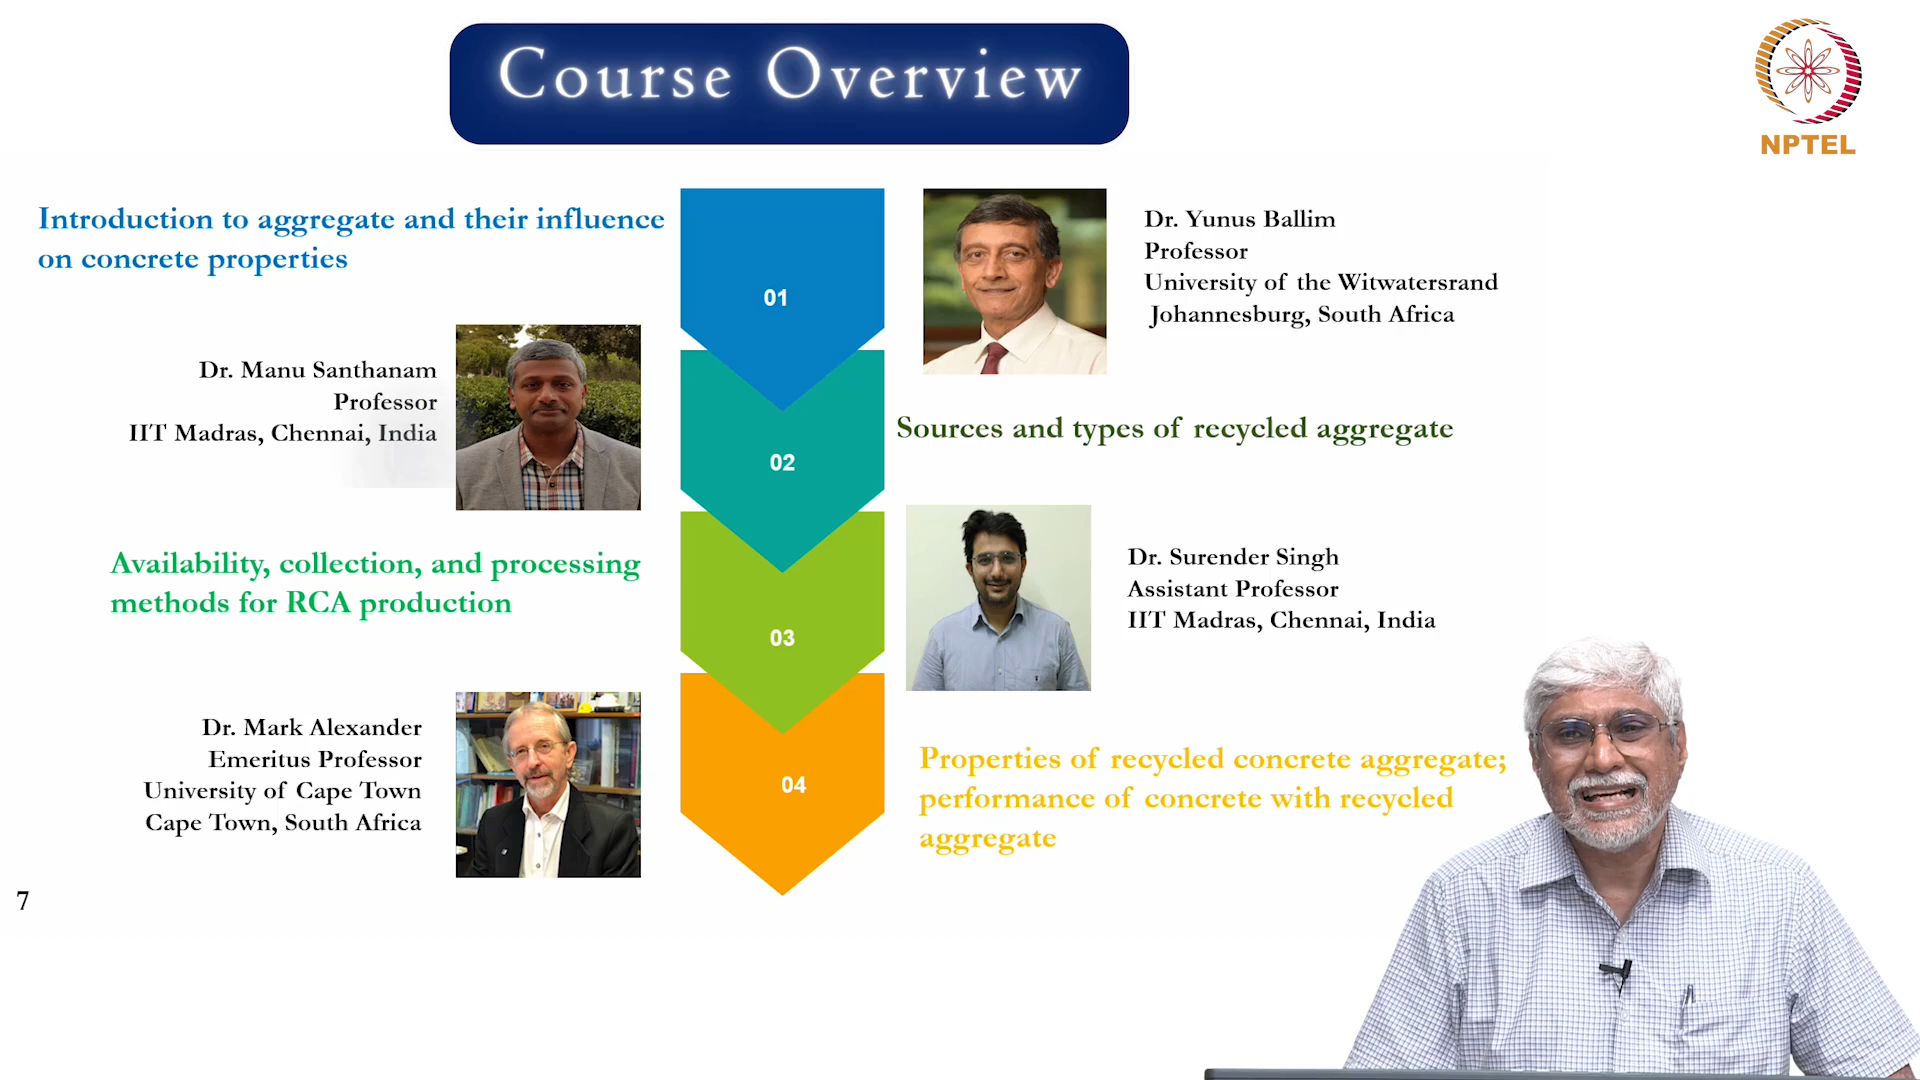 Course Overview
NPTEL
Introduction to aggregate and their influence
on concrete properties
01
Dr. Yunus Ballim
Professor
University of the Witwatersrand
Johannesburg, South Africa
Dr. Manu Santhanam
Professor
IIT Madras, Chennai, India
02
Sources and types of recycled aggregate
Availability, collection, and processing
methods for RCA production
03
Dr. Surender Singh
Assistant Professor
IIT Madras, Chennai, India
Dr. Mark Alexander
Emeritus Professor
University of Cape Town
Cape Town, South Africa
04
Properties of recycled concrete aggregate;
performance of concrete with recycled
aggregate
7